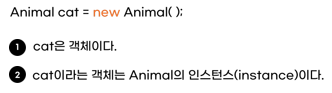 Animal cat = new Animal( );
1 cat은 객체이다.
2 cat이라는 객체는 Animal의 인스턴스(instance)이다.